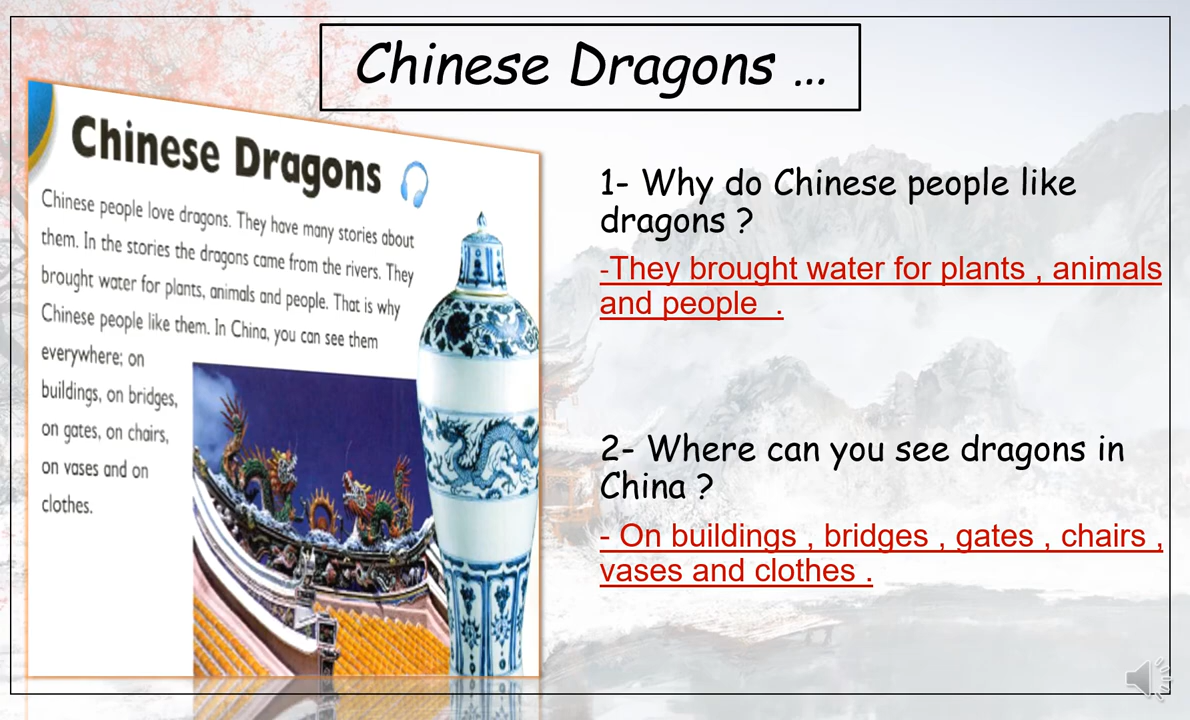 Chinese Dragons ...
Chinese Dragons
Chinese people love dragons. They have many stories about
them. In the stories the dragons came from the rivers. They
brought water for plants, animals and people. That is why
Chinese people like them. In China, you can see them
everywhere; on
buildings, on bridges,
on gates, on chairs,
on vases and on
clothes.
1- Why do Chinese people like
dragons ?
-They brought water for plants , animals
and people .
2- Where can you see dragons in
China ?
- On buildings , bridges , gates , chairs ,
vases and clothes .